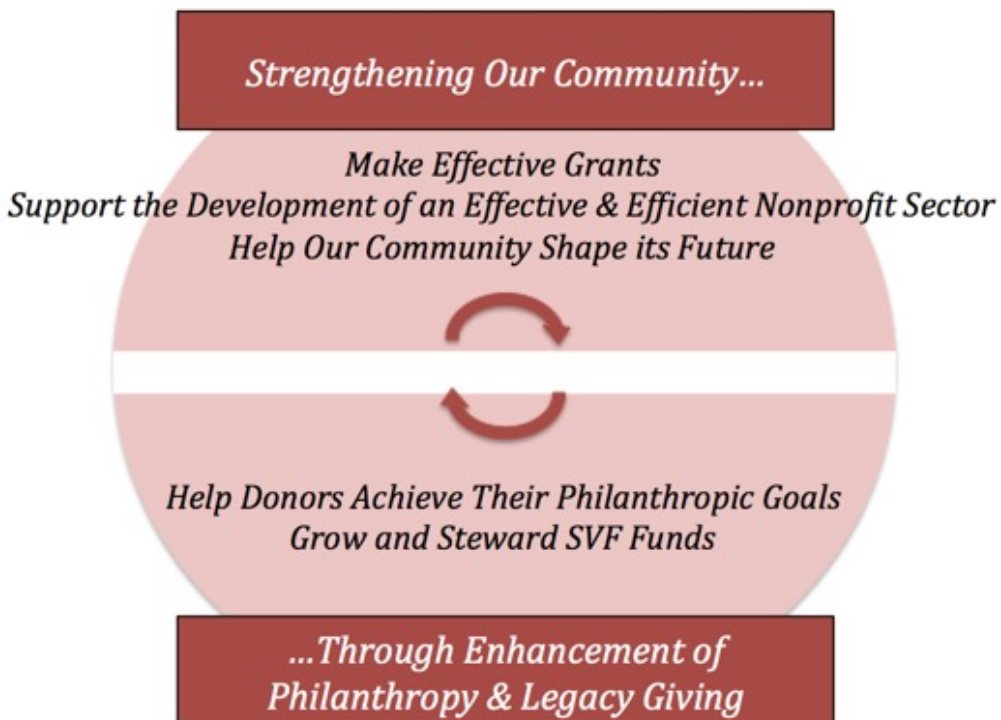 Strengthening Our Community…
Make Effective Grants
Support the Development of an Effective & Efficient Nonprofit Sector
Help Our Community Shape its Future
Help Donors Achieve Their Philanthropic Goals
Grow and Steward SVF Funds
…Through Enhancement of
Philanthropy & Legacy Giving